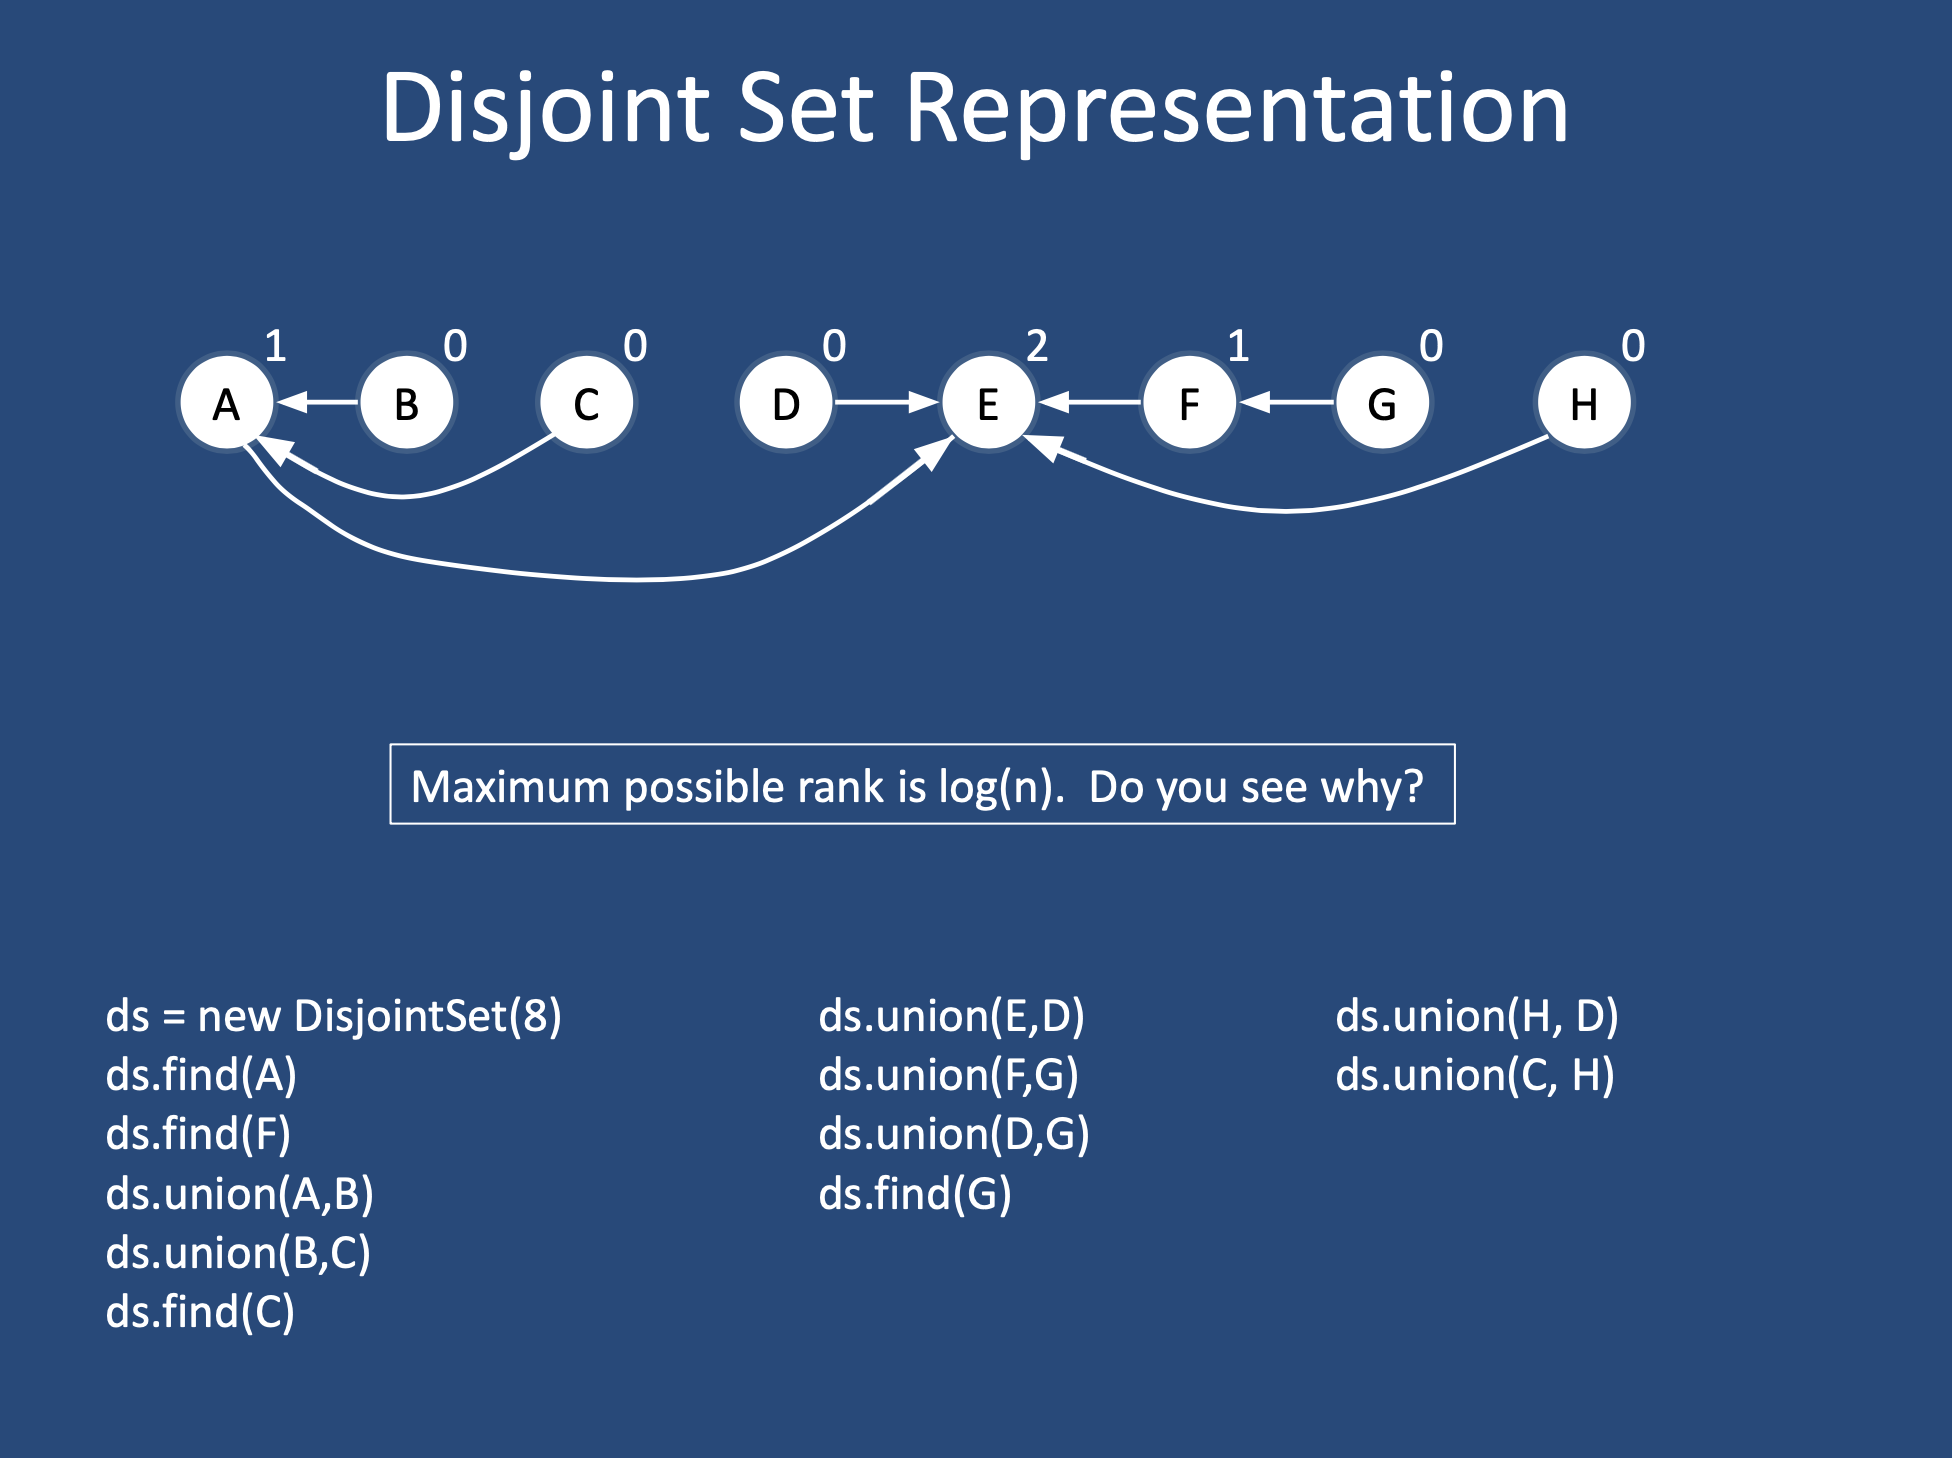 Disjoint Set Representation
1 0 0 0 2 1 0 0
A B C D E F G H
Maximum possible rank is log(n).  Do you see why?
ds = new DisjointSet(8)
ds.find(A)
ds.find(F)
ds.union(A,B)
ds.union(B,C)
ds.find(C)
ds.union(E,D)
ds.union(F,G)
ds.union(D,G)
ds.find(G)
ds.union(H, D)
ds.union(C, H)